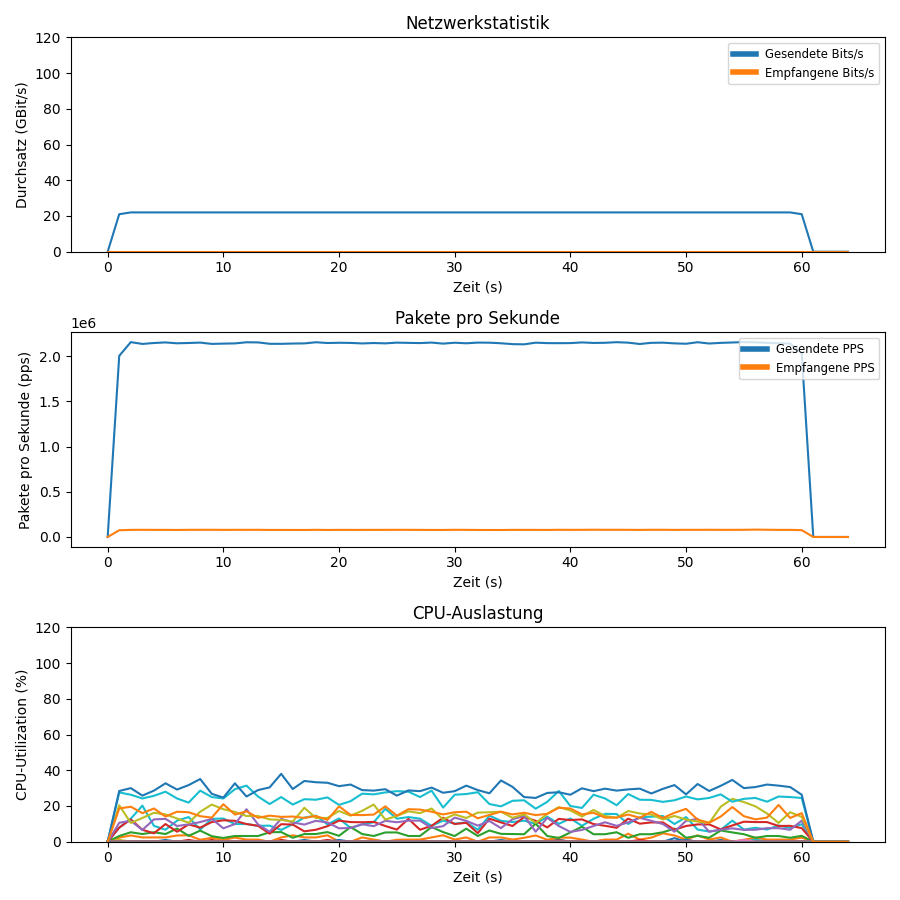 Netzwerkstatistik
Durchsatz (GBit/s)
120
100
80
60
40
20
0
Gesendete Bits/s
Empfangene Bits/s
0 10 20 30 40 50 60
Zeit (s)
Pakete pro Sekunde
1e6
Pakete pro Sekunde (pps)
2.0
1.5
1.0
0.5
0.0
Gesendete PPS
Empfangene PPS
0 10 20 30 40 50 60
Zeit (s)
CPU-Auslastung
CPU-Utilization (%)
120
100
80
60
40
20
0
0 10 20 30 40 50 60
Zeit (s)